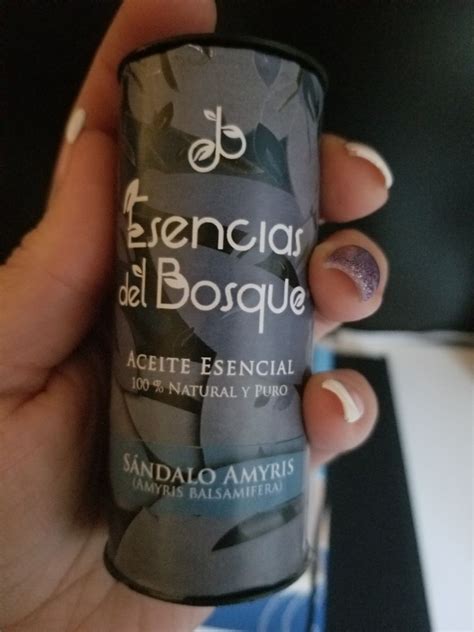 Esencias
del Bosque
Aceite Esencial
100 % Natural y Puro
Sándalo Amyris
(Amyris balsamifera)